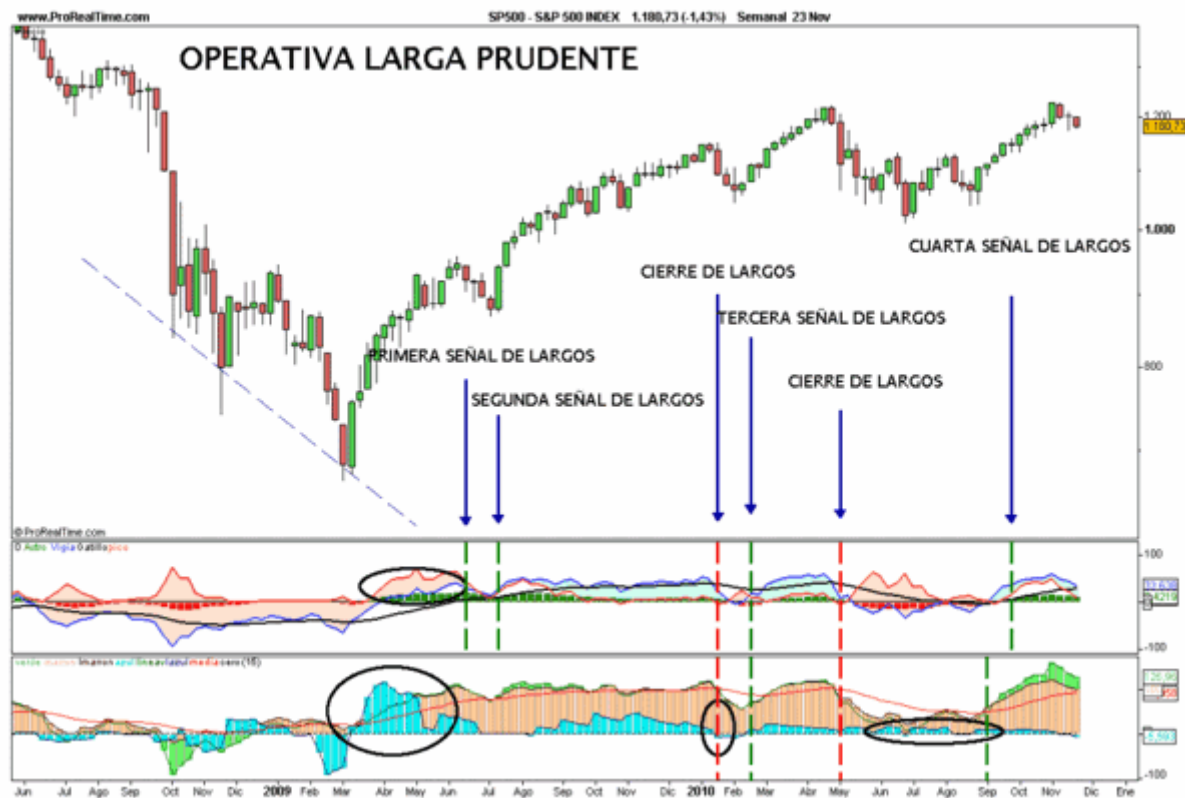 www.ProRealTime.com
SP500 - S&P 500 INDEX 1.180,73 (-1,43%) Semanal 23 Nov
OPERATIVA LARGA PRUDENTE
1.200
1.180,73
CUARTA SEÑAL DE LARGOS
1.000
CIERRE DE LARGOS
TERCERA SEÑAL DE LARGOS
PRIMERA SEÑAL DE LARGOS
800
CIERRE DE LARGOS
SEGUNDA SEÑAL DE LARGOS
© ProRealTime.com
100
-100
-100
Jun Jul Ago Sep Oct Nov Dic 2009 Mar Abr May Jun Jul Ago Sep Oct Nov Dic 2010 Feb Mar Abr May Jun Jul Ago Sep Oct Nov Dic Ene